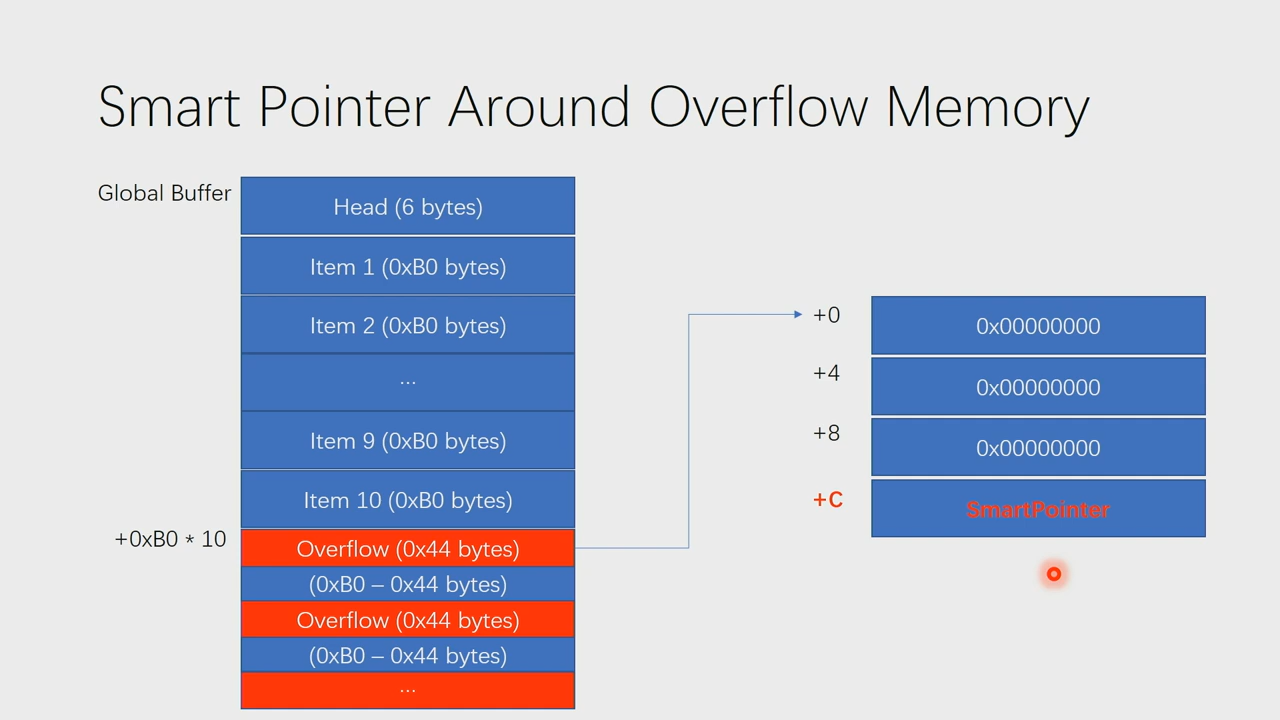 Smart Pointer Around Overflow Memory
Global Buffer
Head (6 bytes)
Item 1 (0xB0 bytes)
Item 2 (0xB0 bytes)
...
Item 9 (0xB0 bytes)
Item 10 (0xB0 bytes)
+0xB0 * 10
Overflow (0x44 bytes)
(0xB0 – 0x44 bytes)
Overflow (0x44 bytes)
(0xB0 – 0x44 bytes)
...
+0
0x00000000
+4
0x00000000
+8
0x00000000
+C
SmartPointer